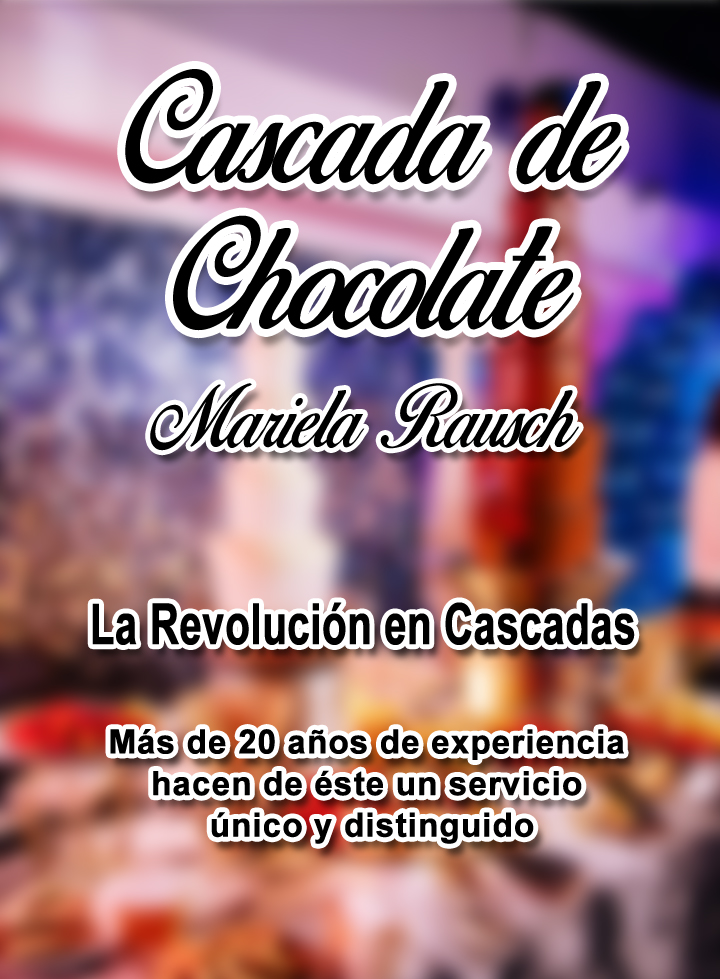 Cascada de
Chocolate
Mariela Rausch
La Revolución en Cascadas
Más de 20 años de experiencia
hacen de éste un servicio
único y distinguido